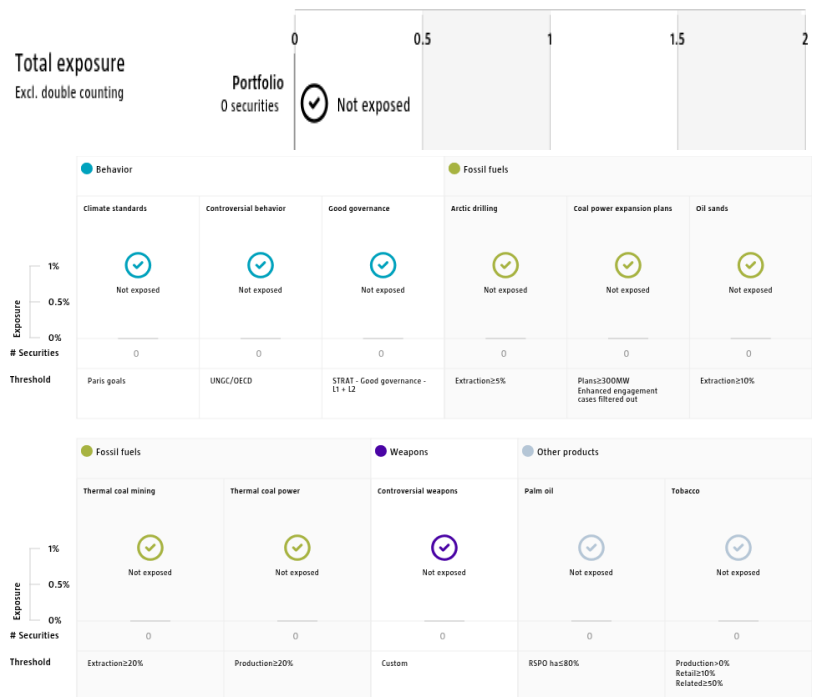 0 0.5 1 1.5 2
Total exposure
Excl. double counting
Portfolio
0 securities
Not exposed
Behavior
Fossil fuels
Climate standards
Controversial behavior
Good governance
Arctic drilling
Coal power expansion plans
Oil sands
Not exposed
Not exposed
Not exposed
Not exposed
Not exposed
Not exposed
Exposure
1%
0.5%
0%
# Securities
0
0
0
0
0
0
Threshold
Paris goals
UNGC/OECD
STRAT - Good governance -
L1 + L2
Extraction≥5%
Plans≥300MW
Enhanced engagement
cases filtered out
Extraction≥10%
Fossil fuels
Weapons
Other products
Thermal coal mining
Thermal coal power
Controversial weapons
Palm oil
Tobacco
Not exposed
Not exposed
Not exposed
Not exposed
Not exposed
Exposure
1%
0.5%
0%
# Securities
0
0
0
0
0
Threshold
Extraction≥20%
Production≥20%
Custom
RSPO ha≤80%
Production>0%
Retail≥10%
Related≥50%